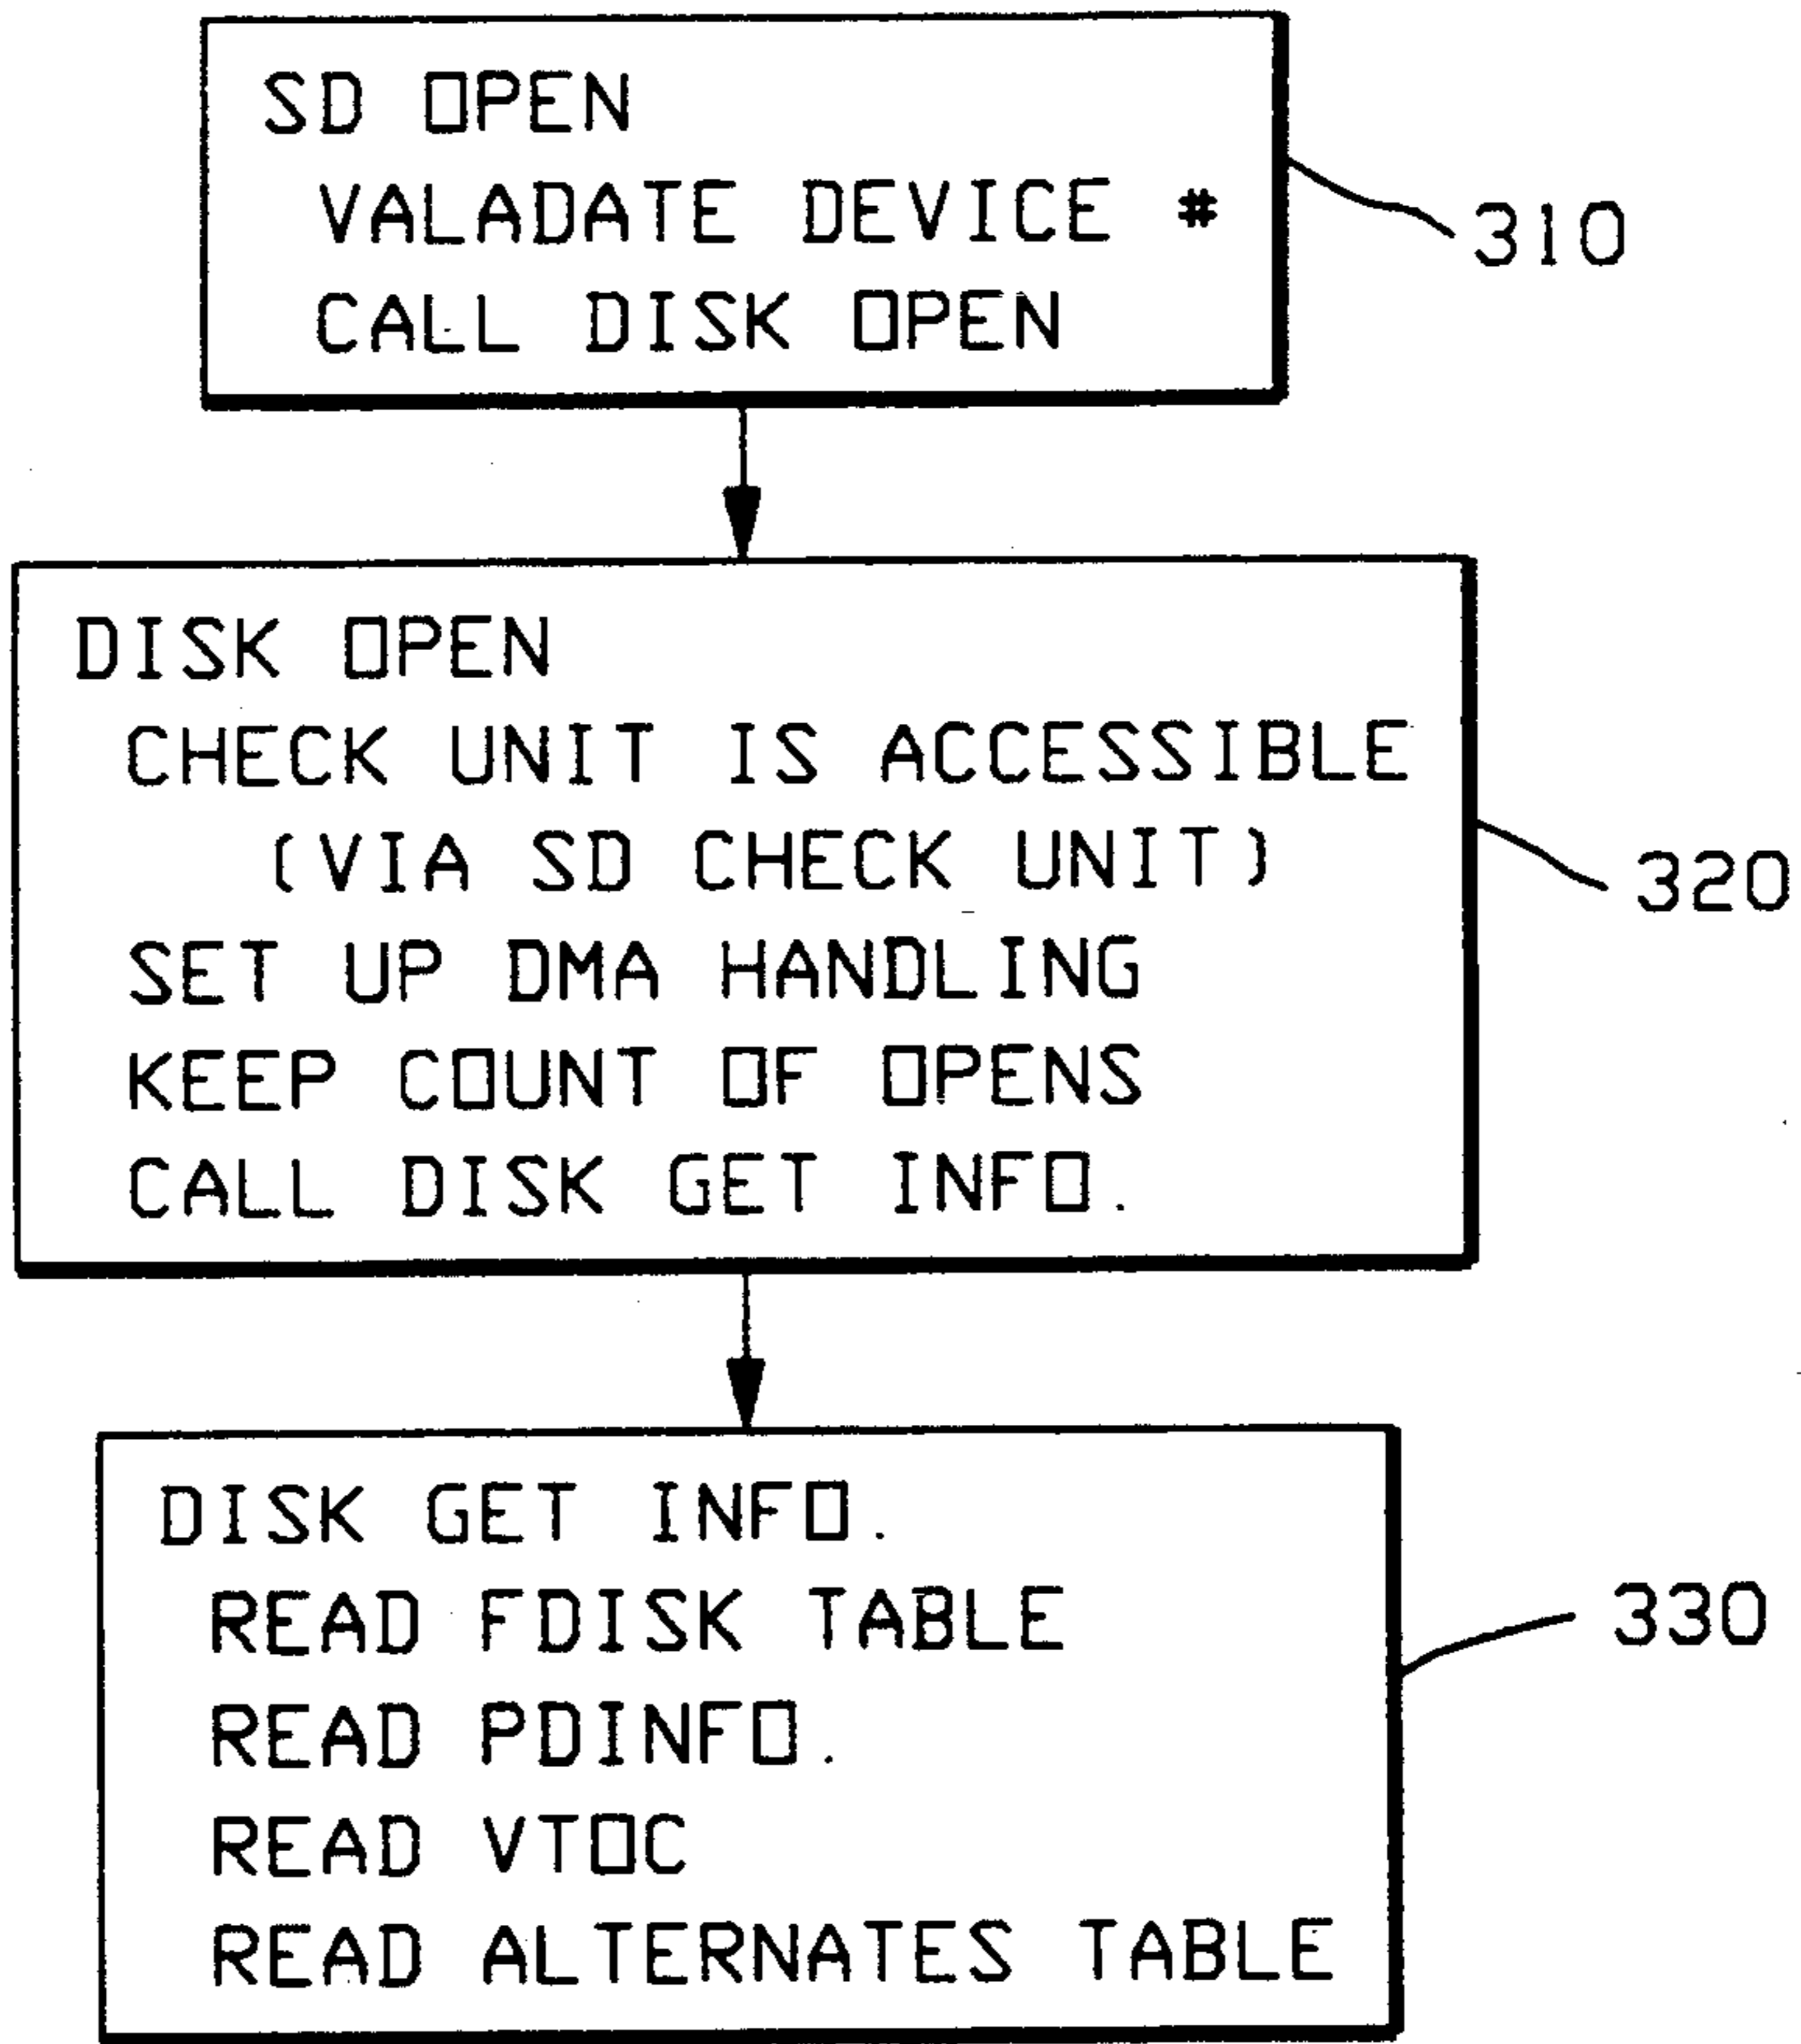 SD OPEN
VALADATE DEVICE #
CALL DISK OPEN
310
DISK OPEN
CHECK UNIT IS ACCESSIBLE
(VIA SD CHECK UNIT)
320
SET UP DMA HANDLING
KEEP COUNT OF OPENS
CALL DISK GET INFO.
DISK GET INFO.
READ FDISK TABLE
330
READ PDINFO.
READ VTOC
READ ALTERNATES TABLE